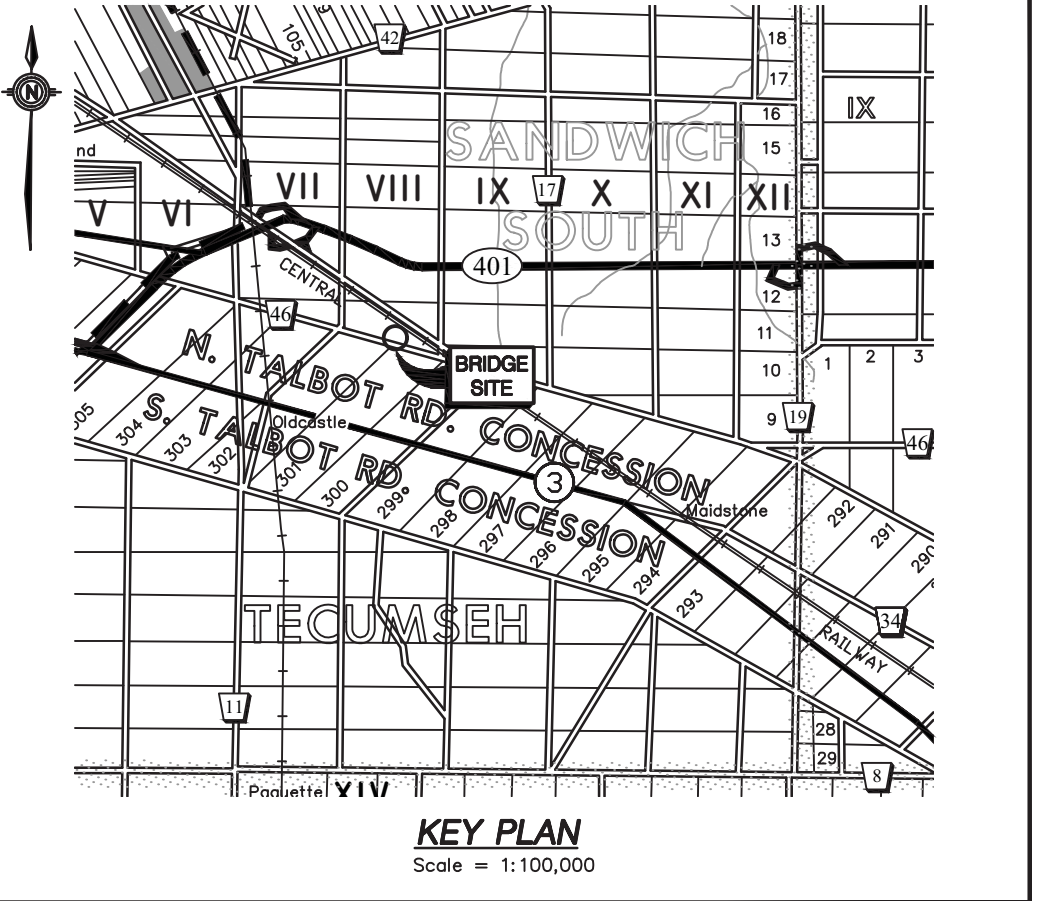 105
42
18
17
16
15
IX
N
nd
VII
VIII
IX
17
X
XI
XII
V
VI
SANDWICH
SOUTH
13
401
12
11
10
CENTRAL
46
BRIDGE
SITE
1
2
3
9
19
46
N. TALBOT RD. CONCESSION
S. TALBOT RD. CONCESSION
Oldcastle
3
Maidstone
304
303
302
301
300
299
298
297
296
295
294
293
292
291
290
TECUMSEH
34
RAILWAY
11
28
29
8
Paquette
XIV
KEY PLAN
Scale = 1:100,000